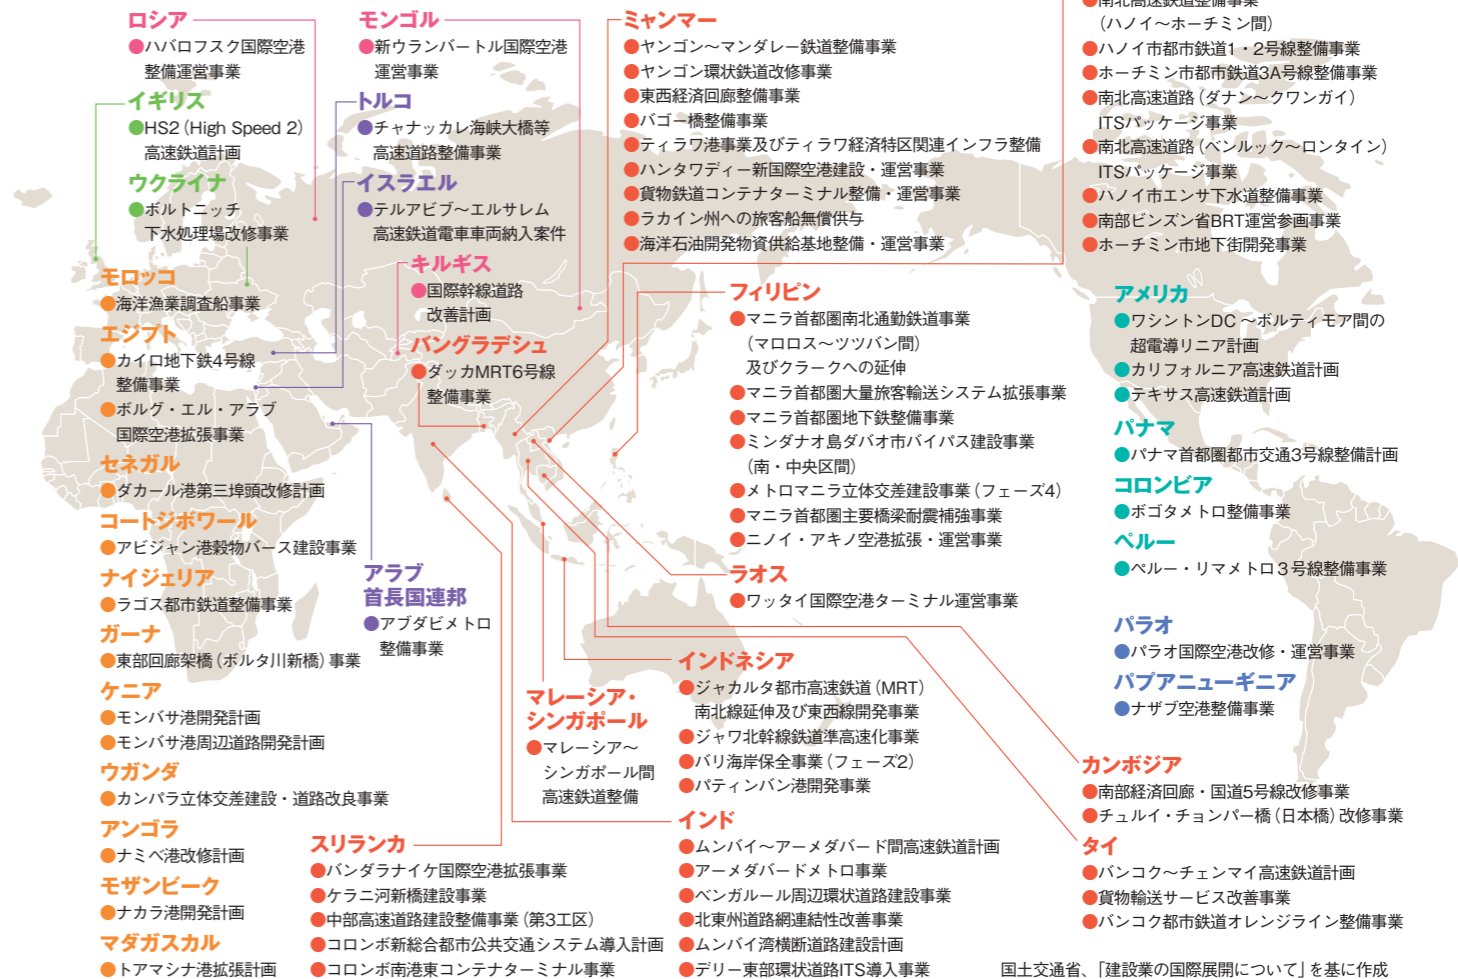 ロシア
●ハバロフスク国際空港
整備運営事業
イギリス
●HS2（High Speed 2）
高速鉄道計画
ウクライナ
●ボルトニッチ
下水処理場改修事業
モロッコ
●海洋漁業調査船事業
エジプト
●カイロ地下鉄4号線
整備事業
●ボルグ・エル・アラブ
国際空港拡張事業
セネガル
●ダカール港第三埠頭改修計画
コートジボワール
●アビジャン港穀物バース建設事業
ナイジェリア
●ラゴス都市鉄道整備事業
ガーナ
●東部回廊架橋（ボルタ川新橋）事業
ケニア
●モンバサ港開発計画
●モンバサ港周辺道路開発計画
ウガンダ
●カンパラ立体交差建設・道路改良事業
アンゴラ
●ナミベ港改修計画
モザンビーク
●ナカラ港開発計画
マダガスカル
●トアマシナ港拡張計画
モンゴル
●新ウランバートル国際空港
運営事業
トルコ
●チャナッカレ海峡大橋等
高速道路整備事業
イスラエル
●テルアビブ～エルサレム
高速鉄道電車車両納入案件
キルギス
●国際幹線道路
改善計画
バングラデシュ
●ダッカMRT6号線
整備事業
アラブ
首長国連邦
●アブダビメトロ
整備事業
スリランカ
●バンダラナイケ国際空港拡張事業
●ケラニ河新橋建設事業
●中部高速道路建設整備事業（第3工区）
●コロンボ新総合都市公共交通システム導入計画
●コロンボ南港東コンテナターミナル事業
ミャンマー
●ヤンゴン～マンダレー鉄道整備事業
●ヤンゴン環状鉄道改修事業
●東西経済回廊整備事業
●バゴー橋整備事業
●ティラワ港事業及びティラワ経済特区関連インフラ整備
●ハンタワディー新国際空港建設・運営事業
●貨物鉄道コンテナターミナル整備・運営事業
●ラカイン州への旅客船無償供与
●海洋石油開発物資供給基地整備・運営事業
フィリピン
●マニラ首都圏南北通勤鉄道事業
（マロロス～ツツバン間）
及びクラークへの延伸
●マニラ首都圏大量旅客輸送システム拡張事業
●マニラ首都圏地下鉄整備事業
●ミンダナオ島ダバオ市バイパス建設事業
（南・中央区間）
●メトロマニラ立体交差建設事業（フェーズ4）
●マニラ首都圏主要橋梁耐震補強事業
●ニノイ・アキノ空港拡張・運営事業
ラオス
●ワッタイ国際空港ターミナル運営事業
マレーシア・
シンガポール
●マレーシア～
シンガポール間
高速鉄道整備
インドネシア
●ジャカルタ都市高速鉄道（MRT）
南北線延伸及び東西線開発事業
●ジャワ北幹線鉄道準高速化事業
●バリ海岸保全事業（フェーズ2）
●パティンバン港開発事業
インド
●ムンバイ～アーメダバード間高速鉄道計画
●アーメダバードメトロ事業
●ベンガルール周辺環状道路建設事業
●北東州道路網連結性改善事業
●ムンバイ湾横断道路建設計画
●デリー東部環状道路ITS導入事業
●南北高速鉄道整備事業
（ハノイ～ホーチミン間）
●ハノイ市都市鉄道1・2号線整備事業
●ホーチミン市都市鉄道3A号線整備事業
●南北高速道路（ダナン～クワンガイ）
ITSパッケージ事業
●南北高速道路（ベンルック～ロンタイン）
ITSパッケージ事業
●ハノイ市エンサ下水道整備事業
●南部ビンズン省BRT運営参画事業
●ホーチミン市地下街開発事業
アメリカ
●ワシントンDC ～ボルティモア間の
超電導リニア計画
●カリフォルニア高速鉄道計画
●テキサス高速鉄道計画
パナマ
●パナマ首都圏都市交通3号線整備計画
コロンビア
●ボゴタメトロ整備事業
ペルー
●ペルー・リマメトロ３号線整備事業
パラオ
●パラオ国際空港改修・運営事業
パプアニューギニア
●ナザブ空港整備事業
カンボジア
●南部経済回廊・国道5号線改修事業
●チュルイ・チョンバー橋（日本橋）改修事業
タイ
●バンコク～チェンマイ高速鉄道計画
●貨物輸送サービス改善事業
●バンコク都市鉄道オレンジライン整備事業
国土交通省、「建設業の国際展開について」を基に作成